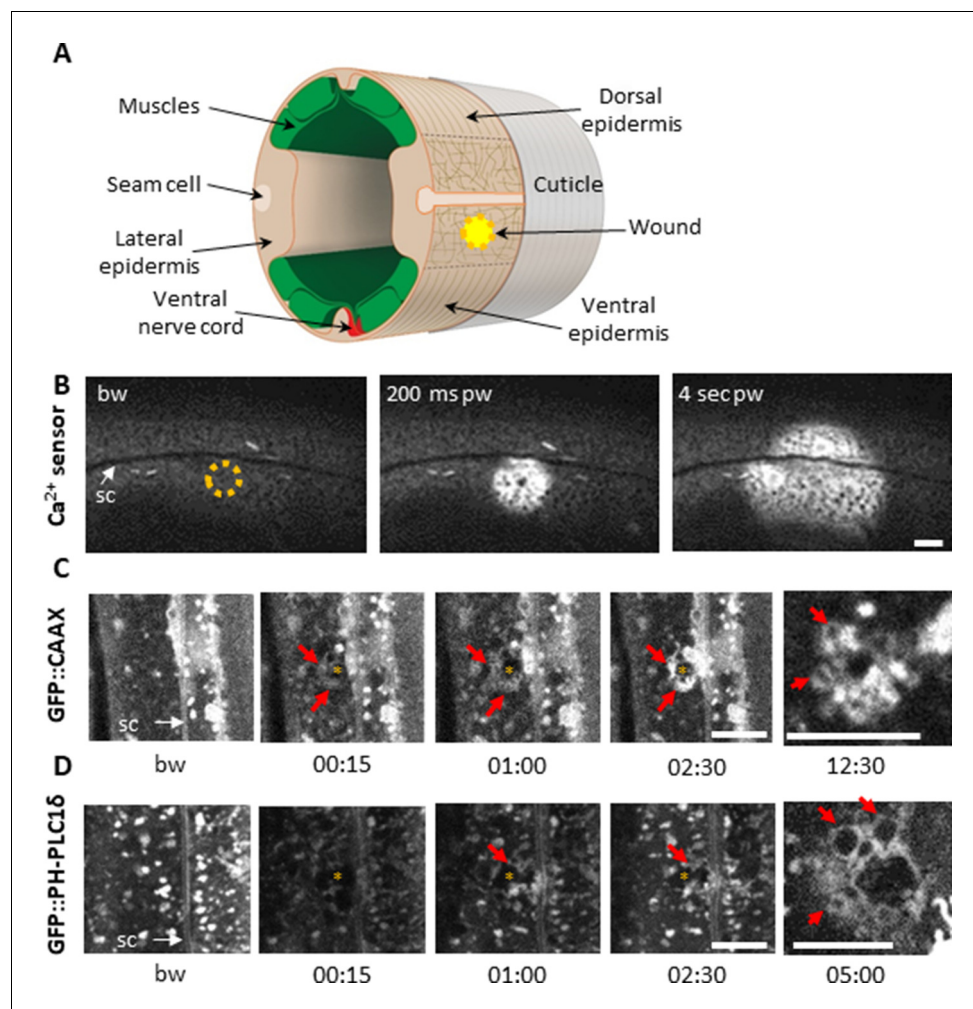 A
Muscles
Dorsal
epidermis
Seam cell
Cuticle
Wound
Lateral
epidermis
Ventral
nerve cord
Ventral
epidermis
B
Ca2+ sensor
bw
200 ms pw
4 sec pw
sc
C
GFP::CAAX
sc
*
*
*
bw
00:15
01:00
02:30
12:30
D
GFP::PH-PLC1δ
sc
*
*
*
bw
00:15
01:00
02:30
05:00